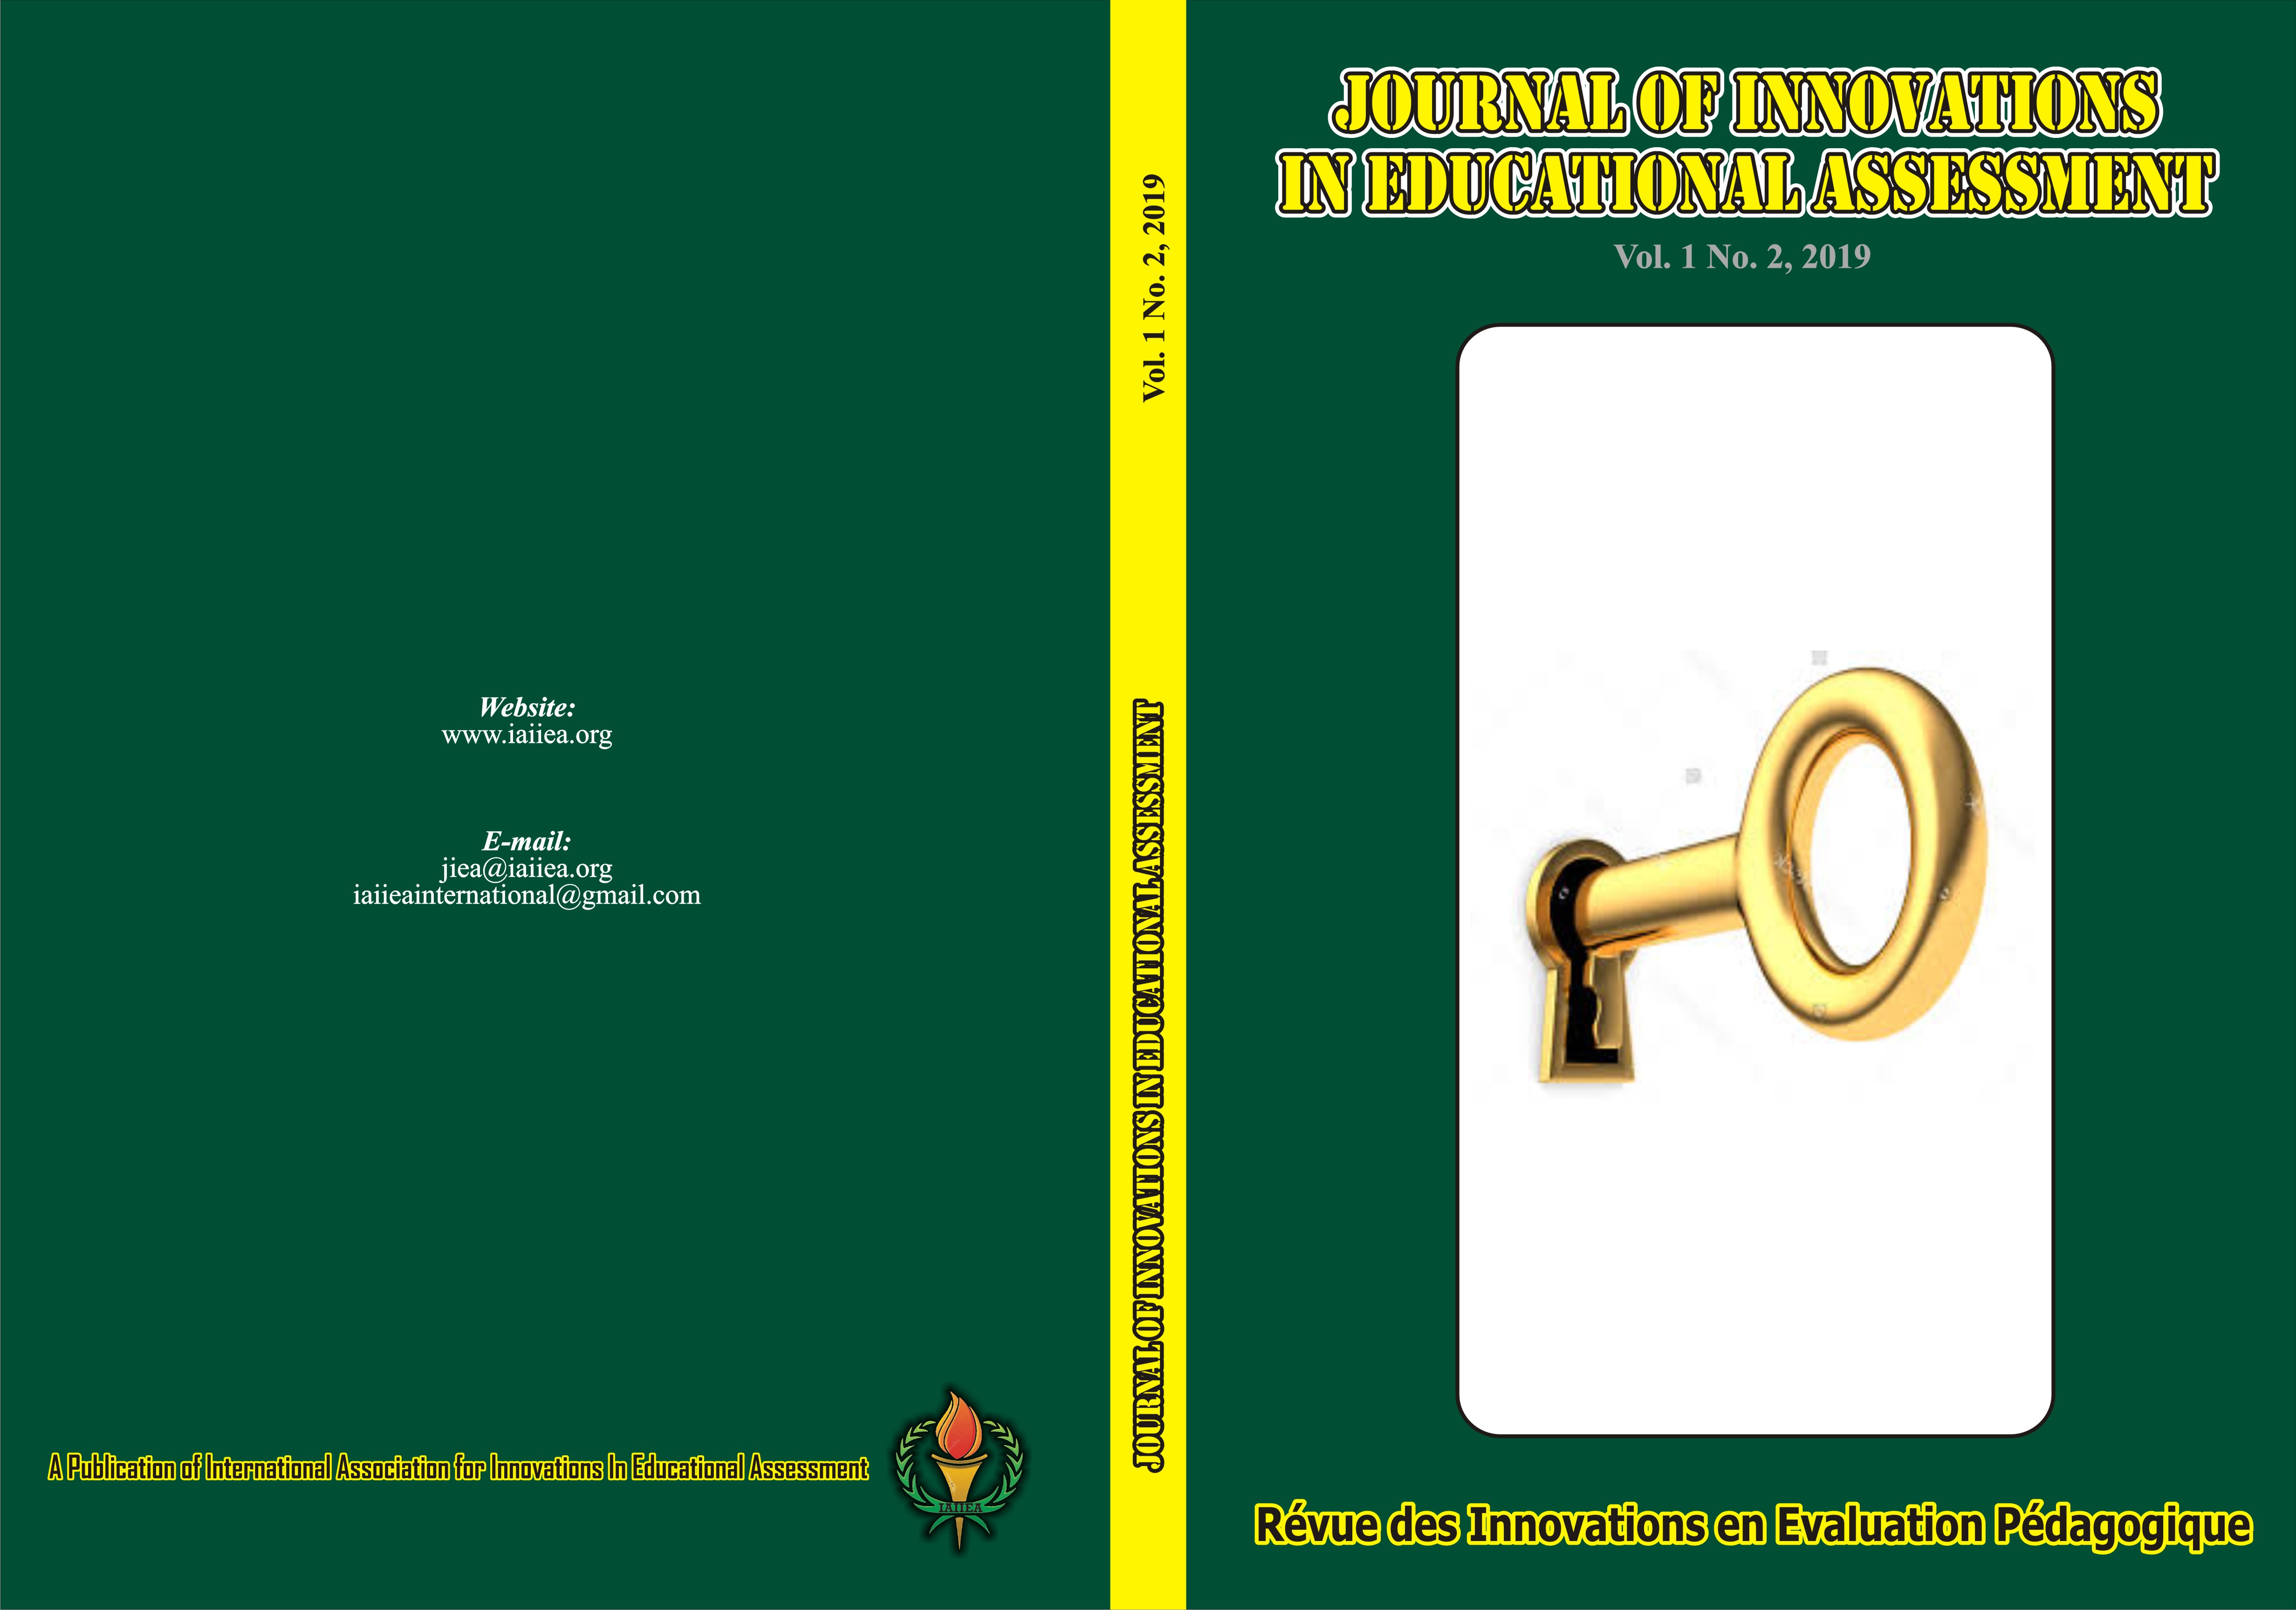 JOURNAL OF INNOVATIONS
IN EDUCATIONAL ASSESSMENT
Vol. 1 No. 2, 2019
Révue des Innovations en Evaluation Pédagogique
Vol. 1 No. 2, 2019
JOURNAL OF INNOVATIONS IN EDUCATIONAL ASSESSMENT
Website:
www.iaiiea.org
E-mail:
jiea@iaiiea.org
iaiieainternational@gmail.com
A Publication of International Association for Innovations In Educational Assessment
IAIIEA